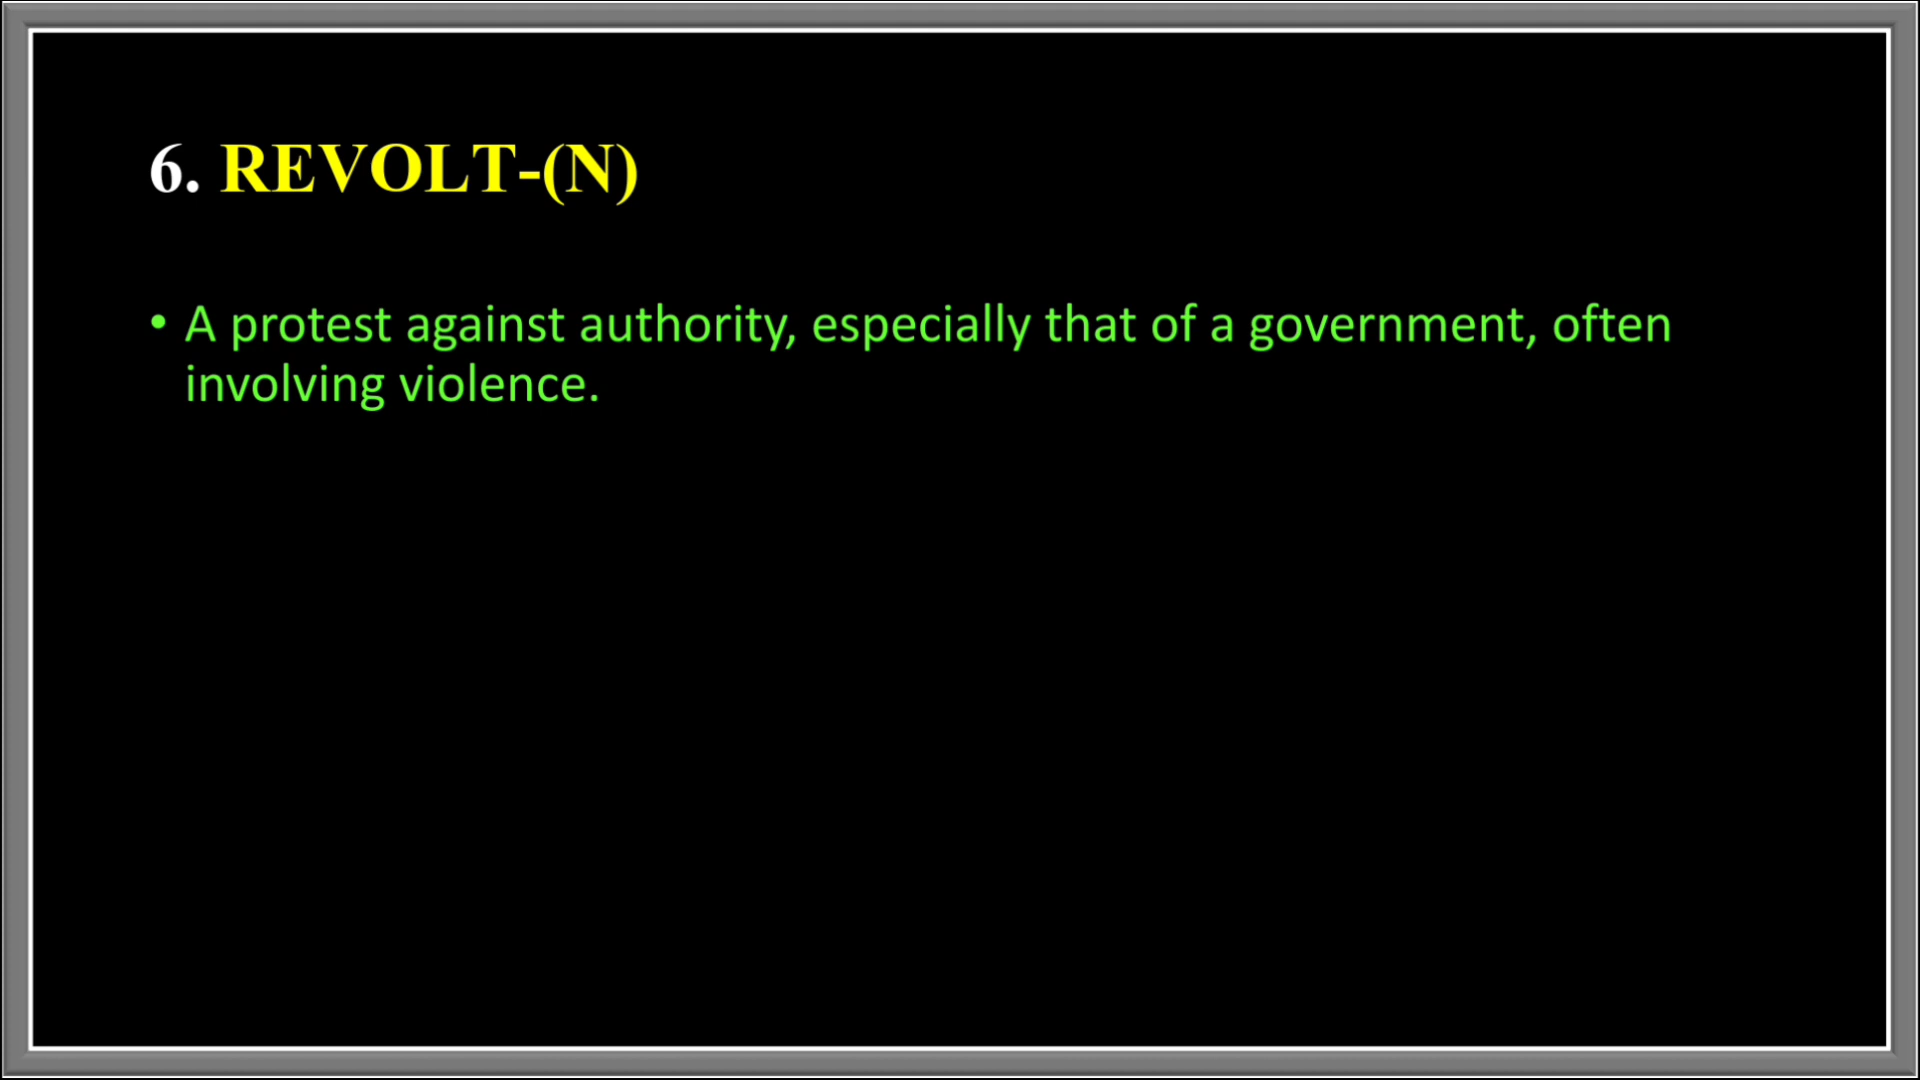 6. REVOLT-(N)
• A protest against authority, especially that of a government, often
involving violence.